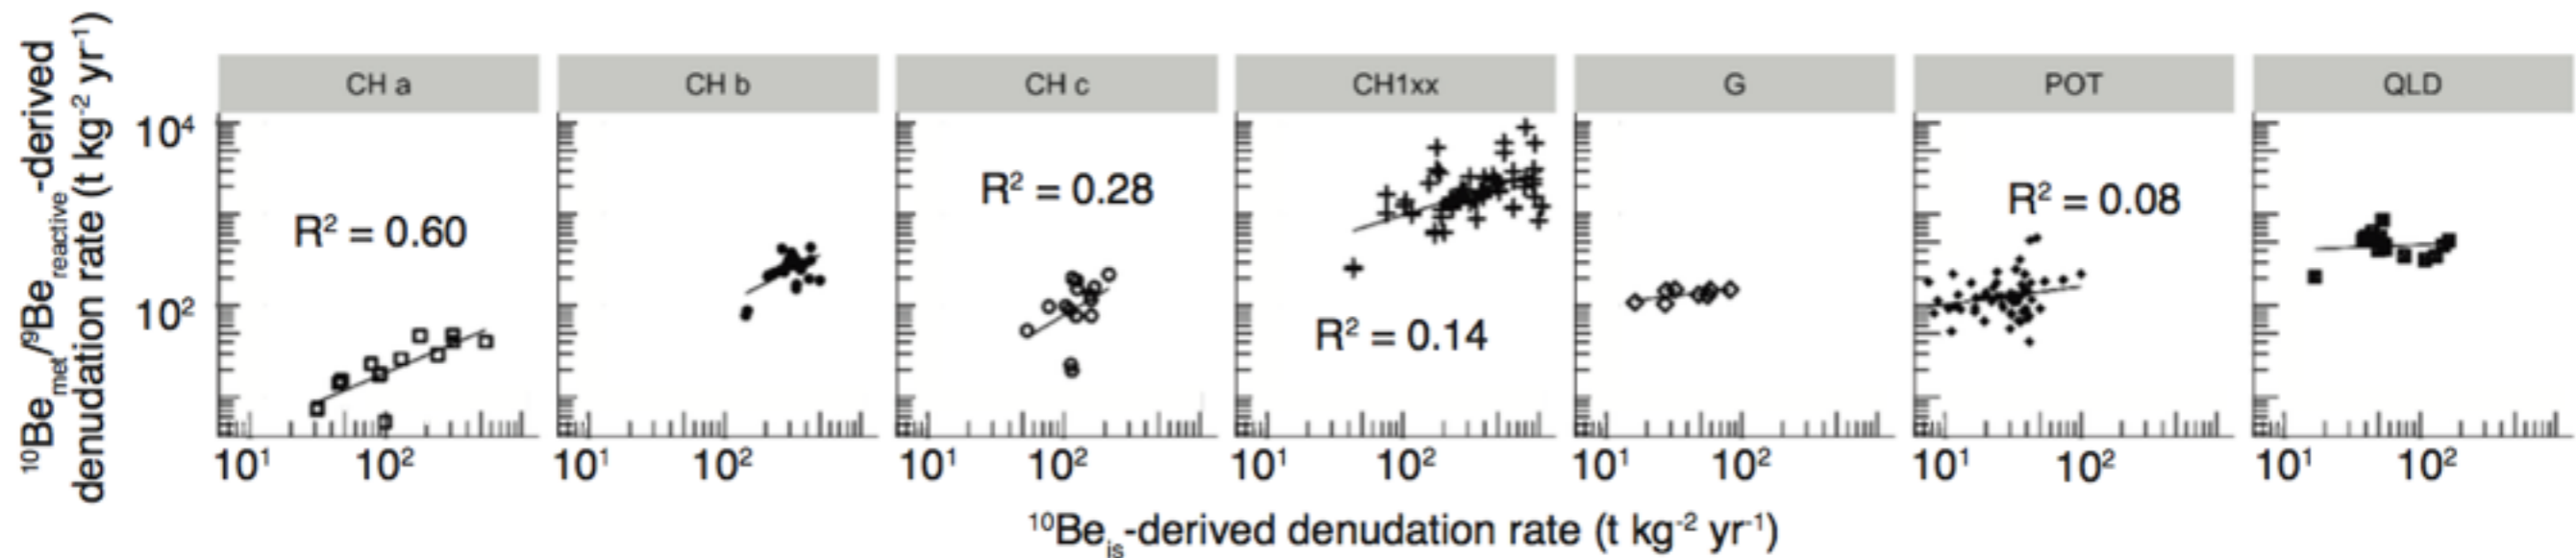 ¹⁰Be_met/⁹Be_reactive-derived
denudation rate (t kg⁻² yr⁻¹)
CH a CH b CH c CH1xx G POT QLD
10⁴
10²
R² = 0.60
R² = 0.28
R² = 0.14
R² = 0.08
10¹ 10² 10¹ 10² 10¹ 10² 10¹ 10² 10¹ 10² 10¹ 10² 10¹ 10²
¹⁰Be_is-derived denudation rate (t kg⁻² yr⁻¹)